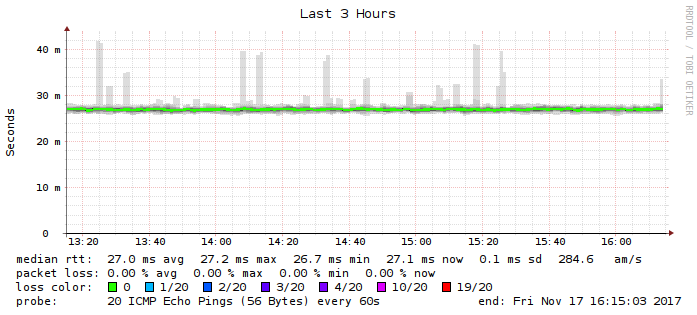 Last 3 Hours
RRDTOOL / TOBI OETIKER
Seconds
40 m
30 m
20 m
10 m
0
13:20 13:40 14:00 14:20 14:40 15:00 15:20 15:40 16:00
median rtt: 27.0 ms avg 27.2 ms max 26.7 ms min 27.1 ms now 0.1 ms sd 284.6 am/s
packet loss: 0.00 % avg 0.00 % max 0.00 % min 0.00 % now
loss color: 0 1/20 2/20 3/20 4/20 10/20 19/20
probe: 20 ICMP Echo Pings (56 Bytes) every 60s end: Fri Nov 17 16:15:03 2017